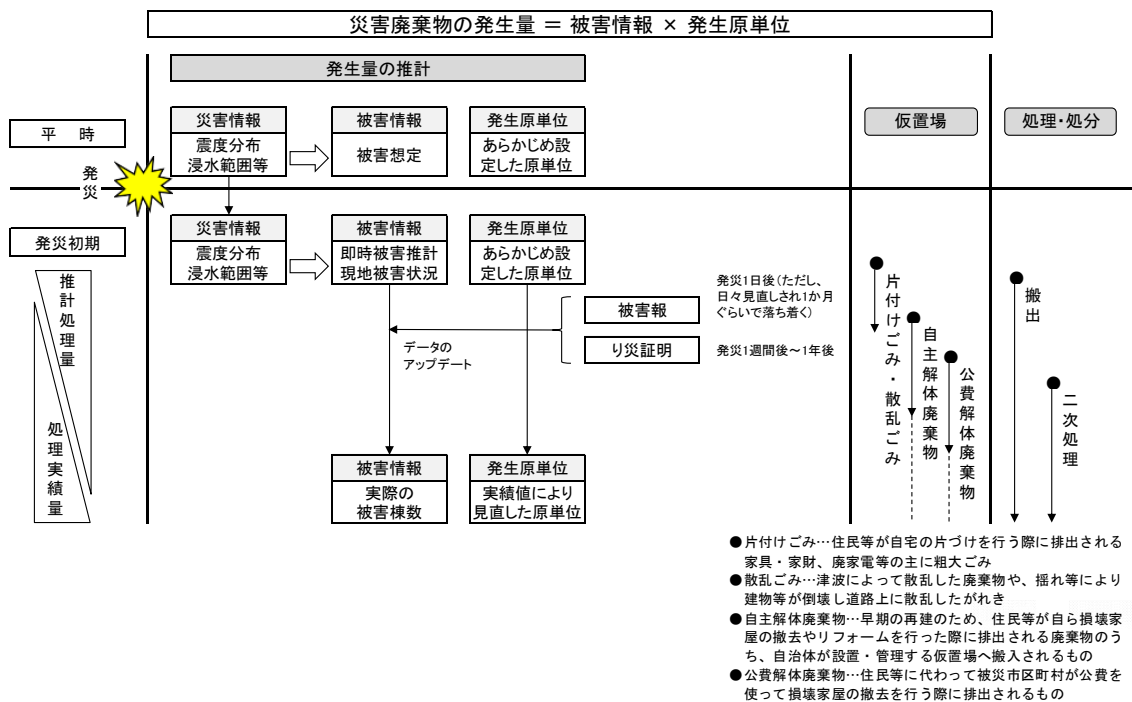 災害廃棄物の発生量 = 被害情報 × 発生原単位
発生量の推計
平　時
災害情報
震度分布
浸水範囲等
被害情報
被害想定
発生原単位
あらかじめ設
定した原単位
仮置場
処理・処分
発災
発災初期
災害情報
震度分布
浸水範囲等
被害情報
即時被害推計
現地被害状況
発生原単位
あらかじめ設
定した原単位
推計処理量
処理実績量
被害報
発災1日後(ただし、
日々見直しされ1か月
ぐらいで落ち着く)
り災証明
発災1週間後～1年後
データの
アップデート
片付けごみ・散乱ごみ
自主解体廃棄物
公費解体廃棄物
搬出
二次処理
被害情報
実際の
被害棟数
発生原単位
実績値により
見直した原単位
●片付けごみ…住民等が自宅の片づけを行う際に排出される
家具・家財、廃家電等の主に粗大ごみ
●散乱ごみ…津波によって散乱した廃棄物や、揺れ等により
建物等が倒壊し道路上に散乱したがれき
●自主解体廃棄物…早期の再建のため、住民等が自ら損壊家
屋の撤去やリフォームを行った際に排出される廃棄物のう
ち、自治体が設置・管理する仮置場へ搬入されるもの
●公費解体廃棄物…住民等に代わって被災市区町村が公費を
使って損壊家屋の撤去を行う際に排出されるもの